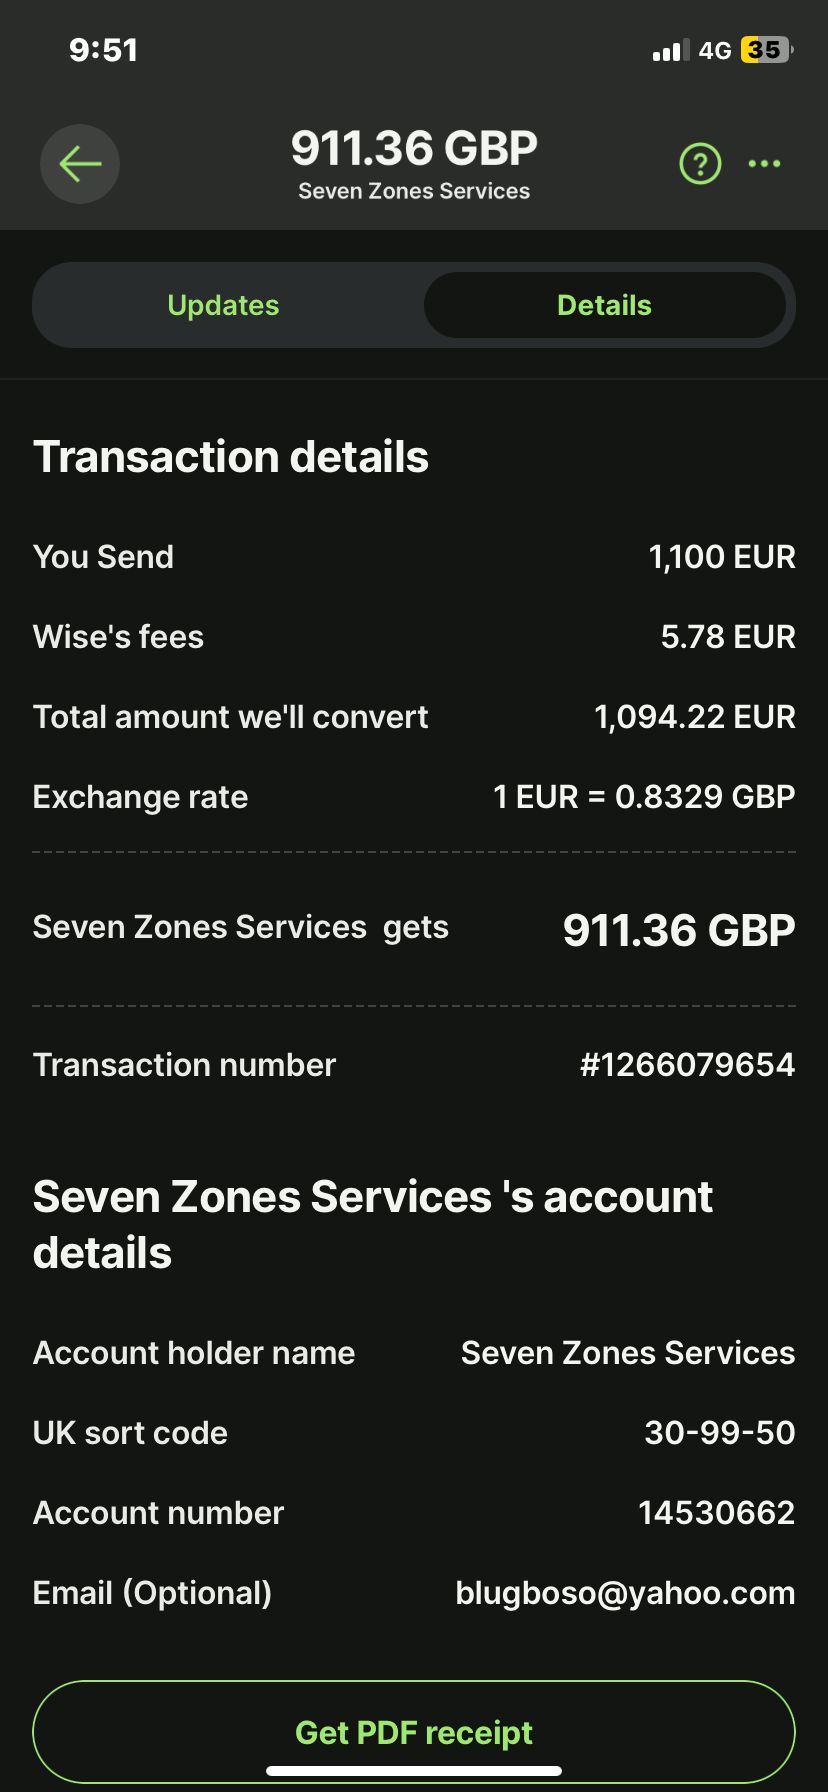 9:51
4G 35
911.36 GBP
Seven Zones Services
?
Updates Details
Transaction details
You Send 1,100 EUR
Wise's fees 5.78 EUR
Total amount we'll convert 1,094.22 EUR
Exchange rate 1 EUR = 0.8329 GBP
Seven Zones Services  gets 911.36 GBP
Transaction number #1266079654
Seven Zones Services 's account
details
Account holder name Seven Zones Services
UK sort code 30-99-50
Account number 14530662
Email (Optional) blugboso@yahoo.com
Get PDF receipt